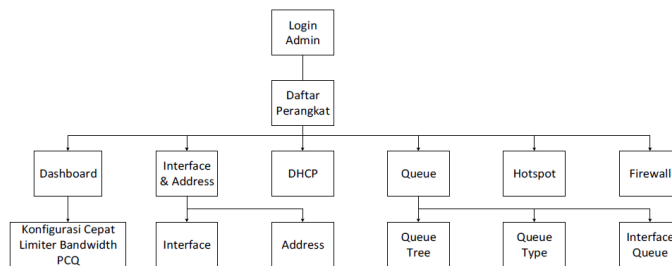 Login
Admin
Daftar
Perangkat
Dashboard
Interface
& Address
DHCP
Queue
Hotspot
Firewall
Konfigurasi Cepat
Limiter Bandwidth
PCQ
Interface
Address
Queue
Tree
Queue
Type
Interface
Queue